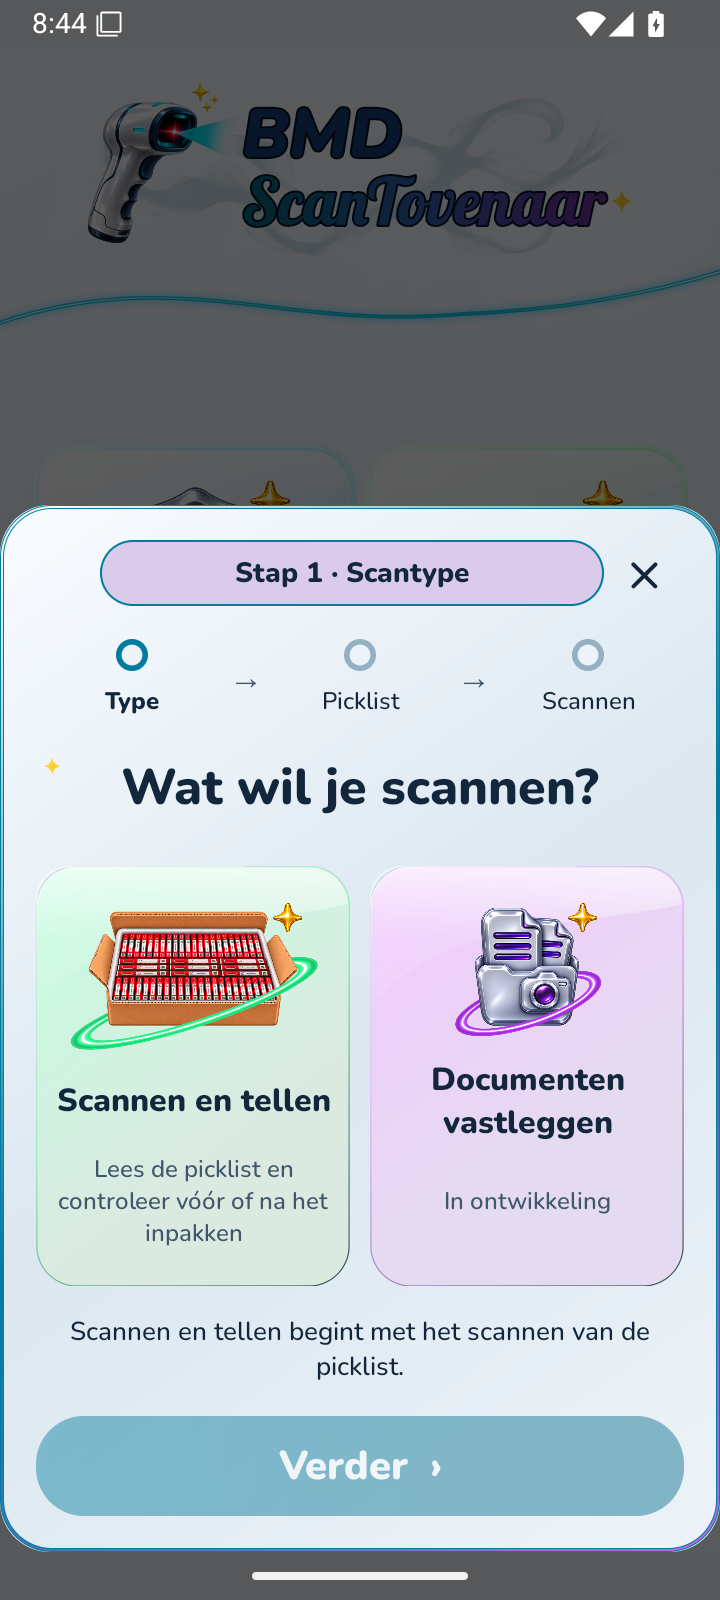 8:44
BMD
ScanTovenaar
Stap 1 · Scantype
Type → Picklist → Scannen
Wat wil je scannen?
Scannen en tellen
Lees de picklist en
controleer vóór of na het
inpakken
Documenten
vastleggen
In ontwikkeling
Scannen en tellen begint met het scannen van de
picklist.
Verder ›